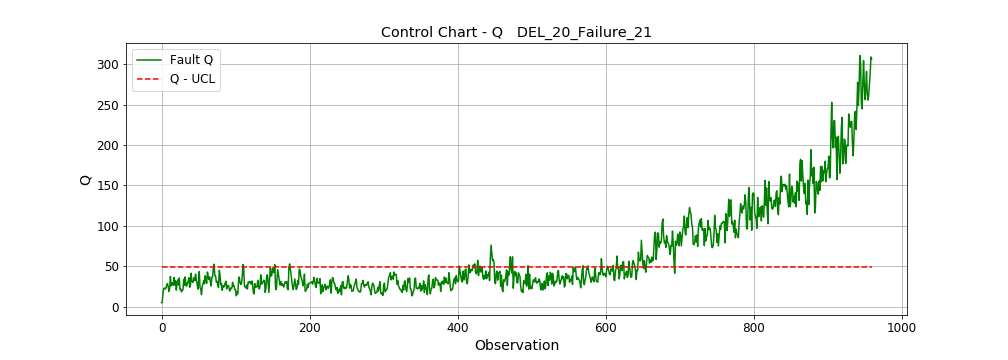 Control Chart - Q   DEL_20_Failure_21
Fault Q
Q - UCL
300
250
200
150
100
50
0
Q
0 200 400 600 800 1000
Observation